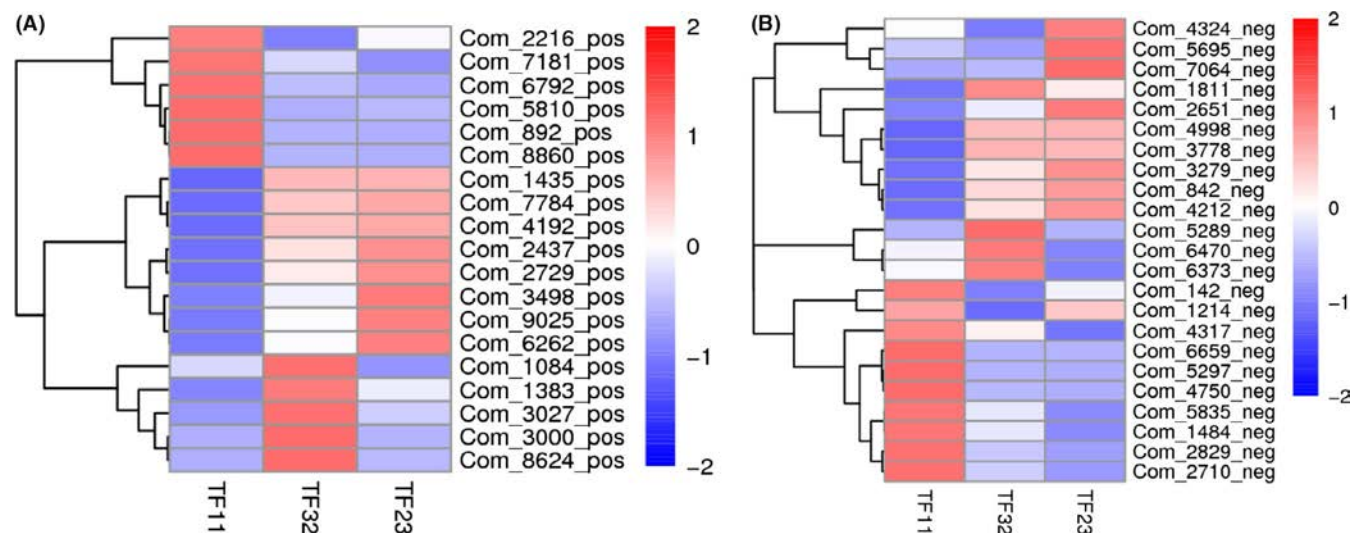 (A)
Com_2216_pos
Com_7181_pos
Com_6792_pos
Com_5810_pos
Com_892_pos
Com_8860_pos
Com_1435_pos
Com_7784_pos
Com_4192_pos
Com_2437_pos
Com_2729_pos
Com_3498_pos
Com_9025_pos
Com_6262_pos
Com_1084_pos
Com_1383_pos
Com_3027_pos
Com_3000_pos
Com_8624_pos
TF11
TF32
TF23
2
1
0
−1
−2
(B)
Com_4324_neg
Com_5695_neg
Com_7064_neg
Com_1811_neg
Com_2651_neg
Com_4998_neg
Com_3778_neg
Com_3279_neg
Com_842_neg
Com_4212_neg
Com_5289_neg
Com_6470_neg
Com_6373_neg
Com_142_neg
Com_1214_neg
Com_4317_neg
Com_6659_neg
Com_5297_neg
Com_4750_neg
Com_5835_neg
Com_1484_neg
Com_2829_neg
Com_2710_neg
TF11
TF32
TF23
2
1
0
−1
−2